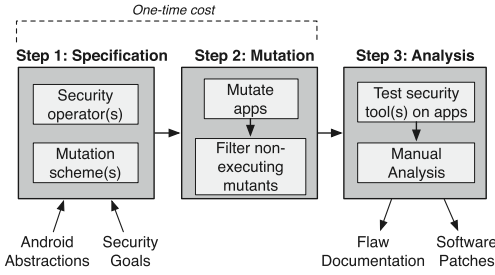 One-time cost
Step 1: Specification
Step 2: Mutation
Step 3: Analysis
Security
operator(s)
Mutation
scheme(s)
Mutate
apps
Filter non-
executing
mutants
Test security
tool(s) on apps
Manual
Analysis
Android
Abstractions
Security
Goals
Flaw
Documentation
Software
Patches